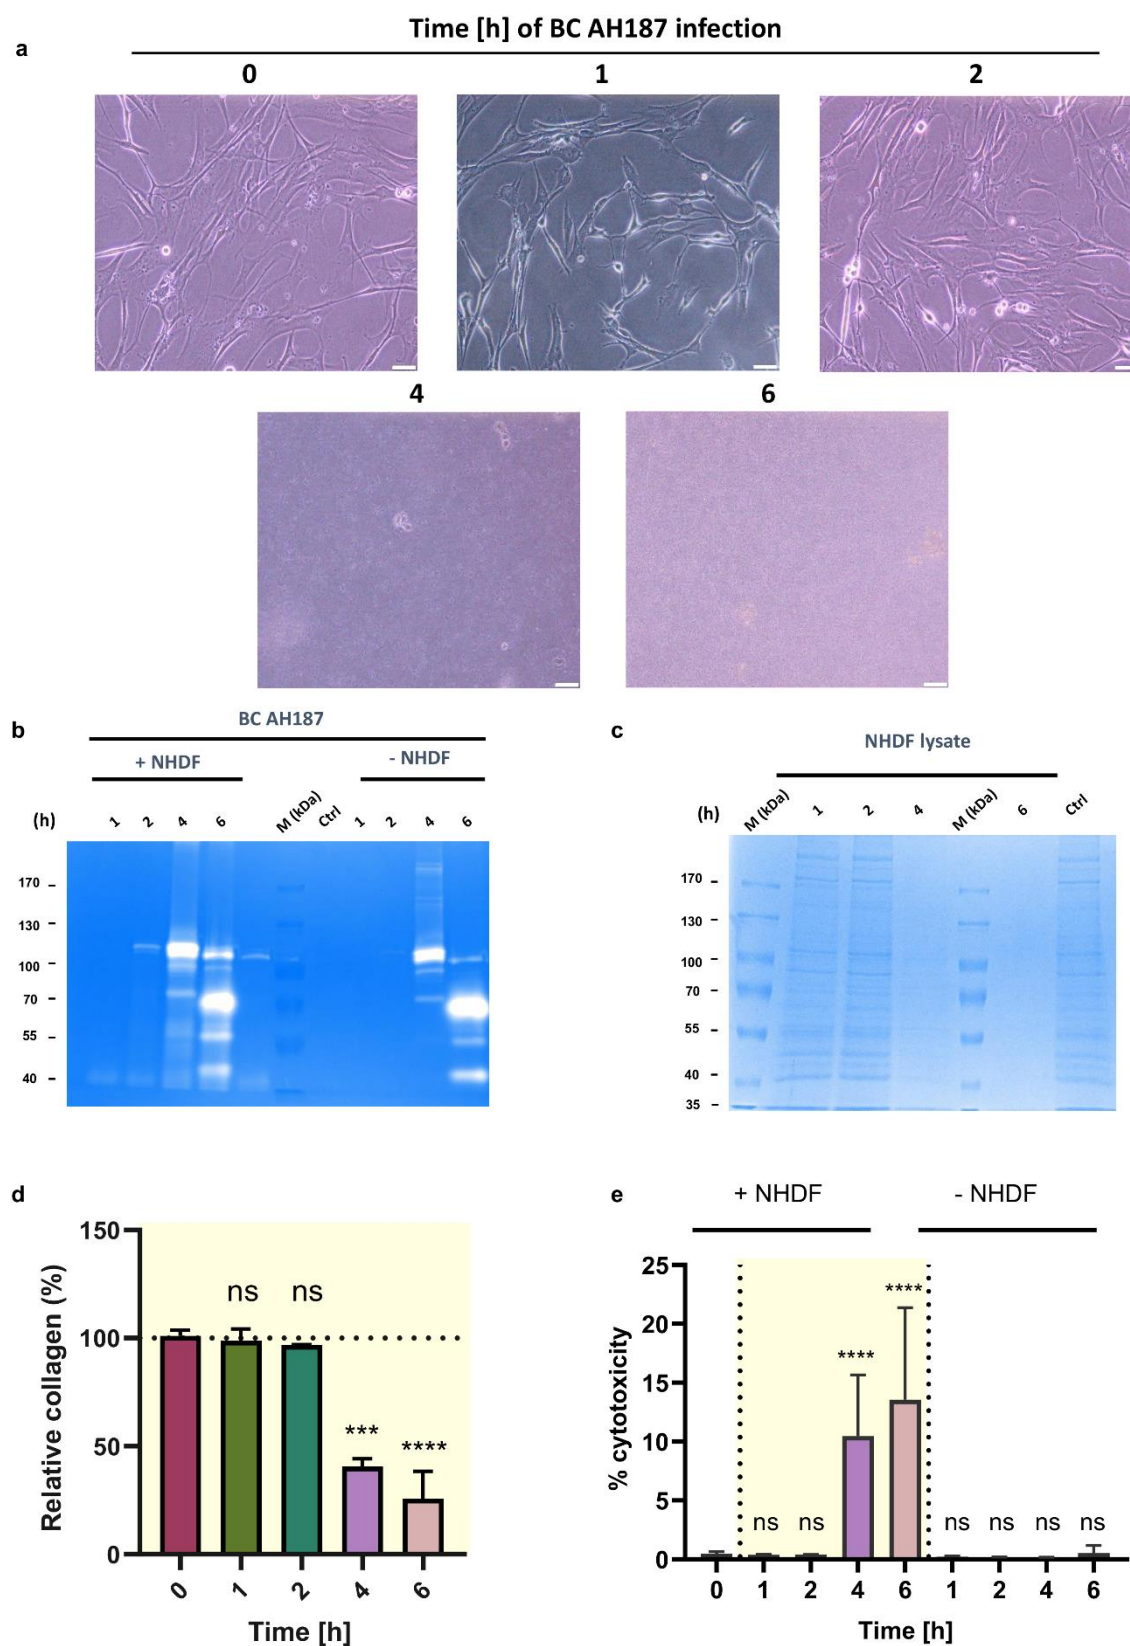 Time [h] of BC AH187 infection
a
0 1 2
4 6
b
BC AH187
+ NHDF - NHDF
(h) 1 2 4 6 M (kDa) Ctrl 1 2 4 6
170
130
100
70
55
40
c
NHDF lysate
(h) M (kDa) 1 2 4 M (kDa) 6 Ctrl
170
130
100
70
55
40
35
d
Relative collagen (%)
150
100
50
0
ns ns *** ****
0 1 2 4 6
Time [h]
e
+ NHDF - NHDF
% cytotoxicity
25
20
15
10
5
0
ns ns **** **** ns ns ns ns
0 1 2 4 6 1 2 4 6
Time [h]